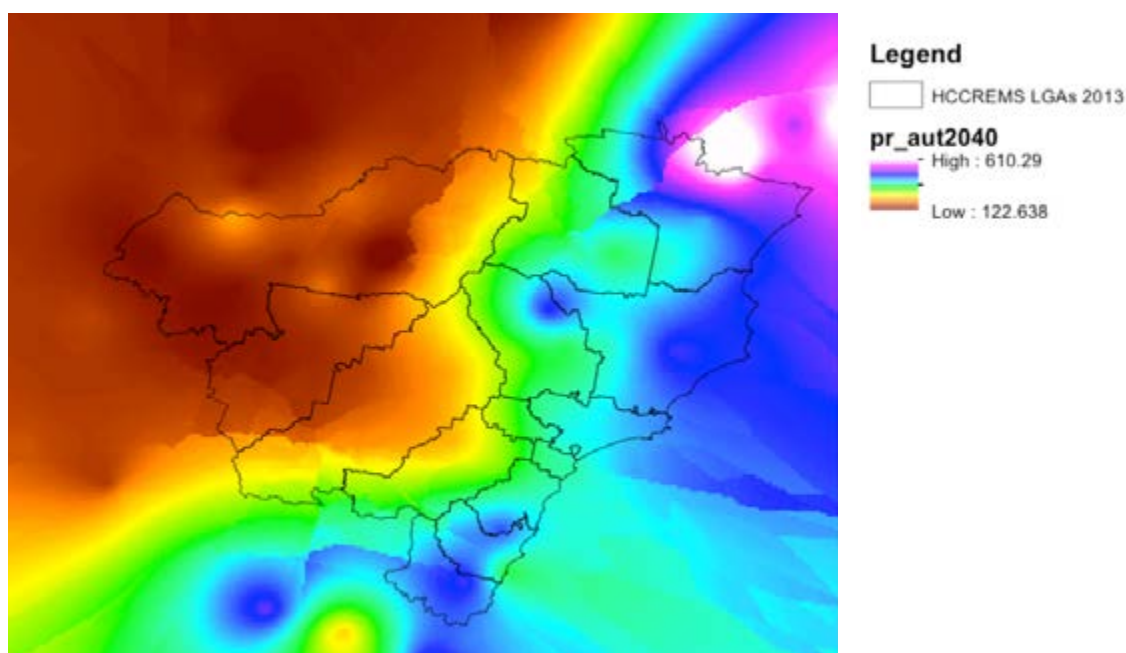 Legend
HCCREMS LGAs 2013
pr_aut2040
High : 610.29
Low : 122.638